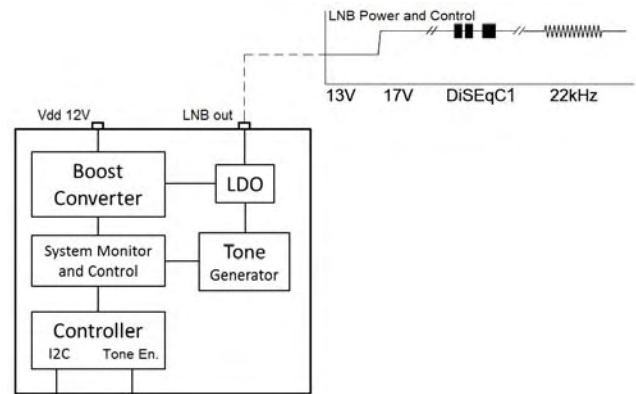 LNB Power and Control
13V 17V DiSEqC1 22kHz
Vdd 12V LNB out
Boost
Converter
LDO
System Monitor
and Control
Tone
Generator
Controller
I2C Tone En.